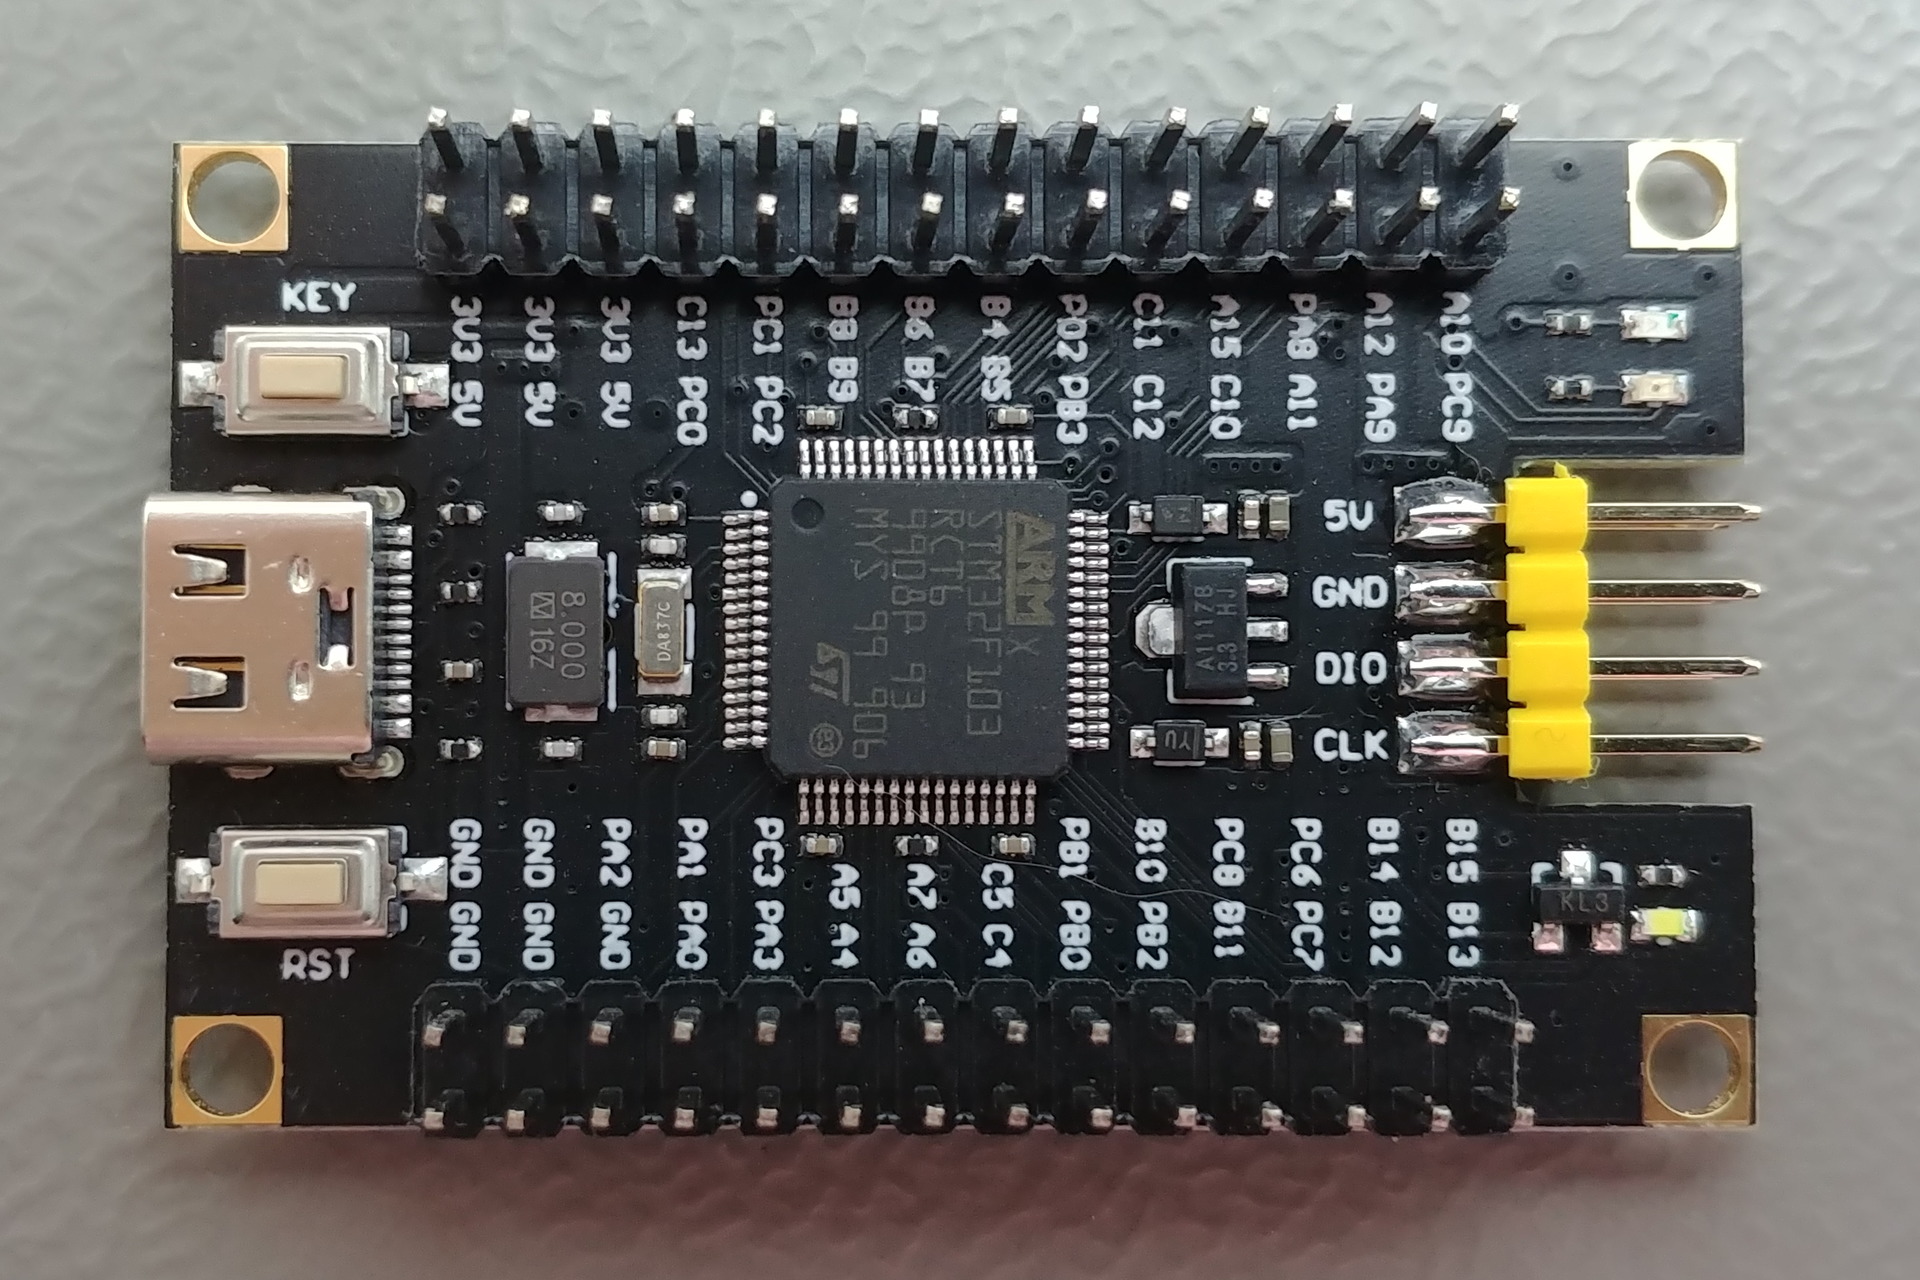 KEY
3V3 5V
3V3 5V
3V3 5V
C13 PC0
PC1 PC2
B8 B9
B6 B7
B4 B5
PD2 PB3
C11 C12
A15 C10
PA8 A11
A12 PA9
A10 PC9
5V
GND
DIO
CLK
8.000
16Z
DA837C
ARM
STM32F103
RCT6 X
990BP 93
MYS 99 906
ST
e3
A1117B
3.3 HJ
YU
KL3
RST
GND GND
GND GND
PA2 GND
PA1 PA0
PC3 PA3
A5 A4
A7 A6
C5 C4
PB1 PB0
B10 PB2
PC8 B11
PC6 PC7
B14 B12
B15 B13